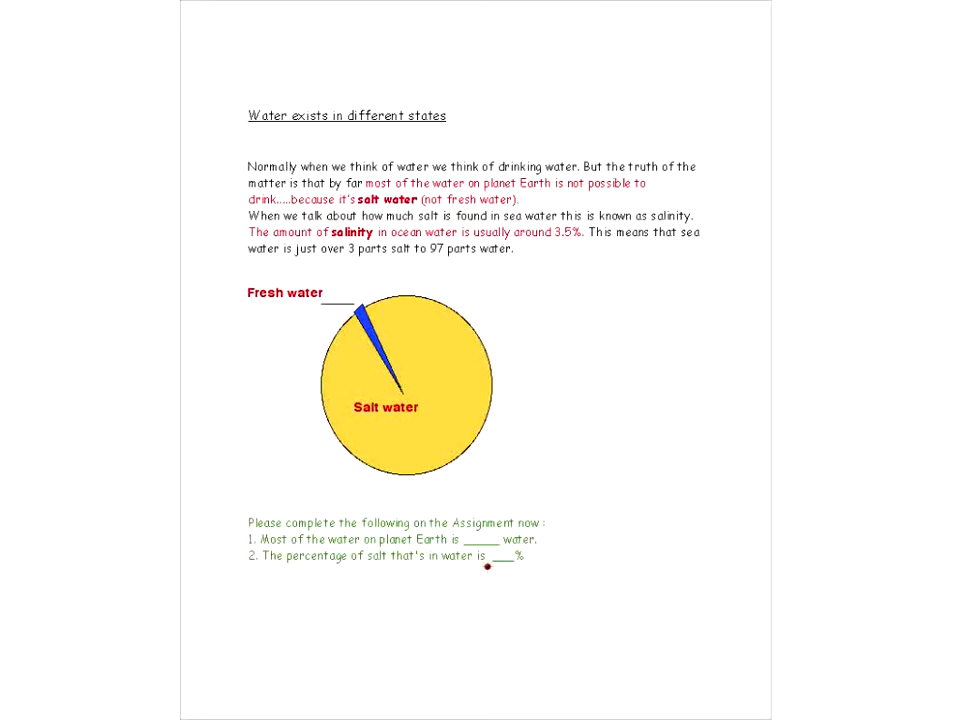 Water exists in different states
Normally when we think of water we think of drinking water. But the truth of the
matter is that by far most of the water on planet Earth is not possible to
drink.....because it's salt water (not fresh water).
When we talk about how much salt is found in sea water this is known as salinity.
The amount of salinity in ocean water is usually around 3.5%. This means that sea
water is just over 3 parts salt to 97 parts water.
Fresh water
Salt water
Please complete the following on the Assignment now :
1. Most of the water on planet Earth is _____ water.
2. The percentage of salt that's in water is ___%